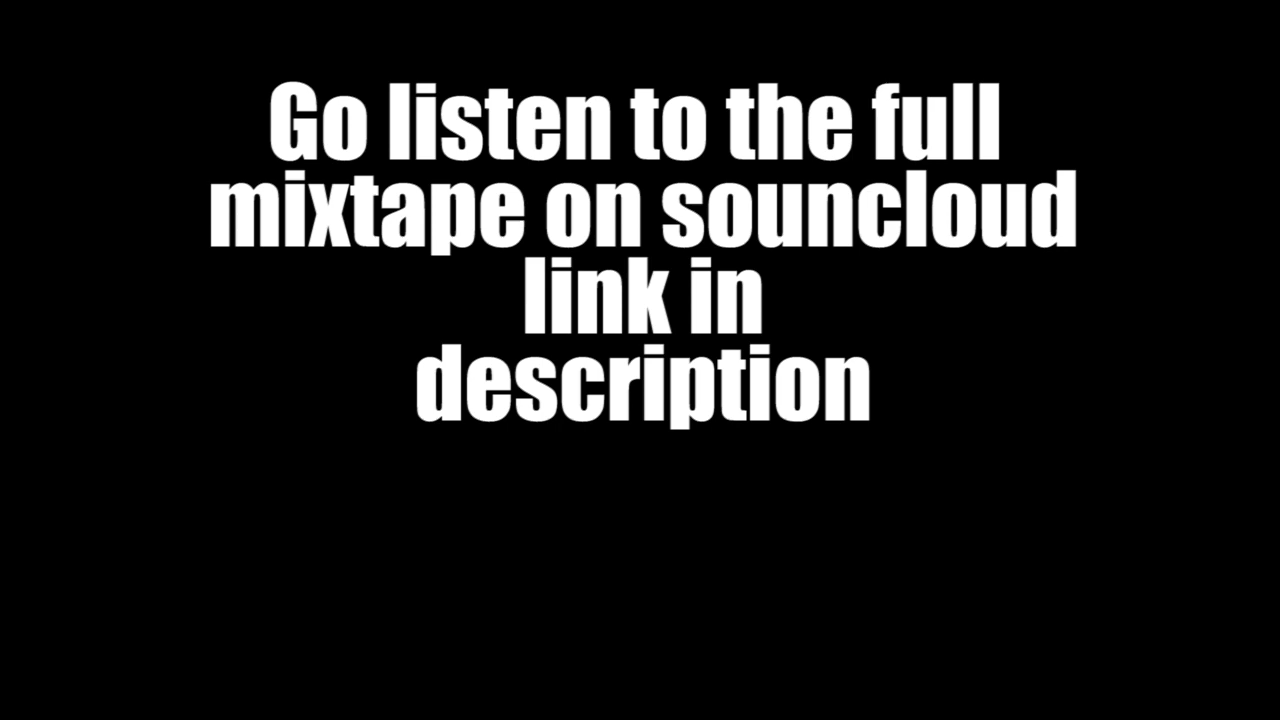 Go listen to the full
mixtape on souncloud
link in
description